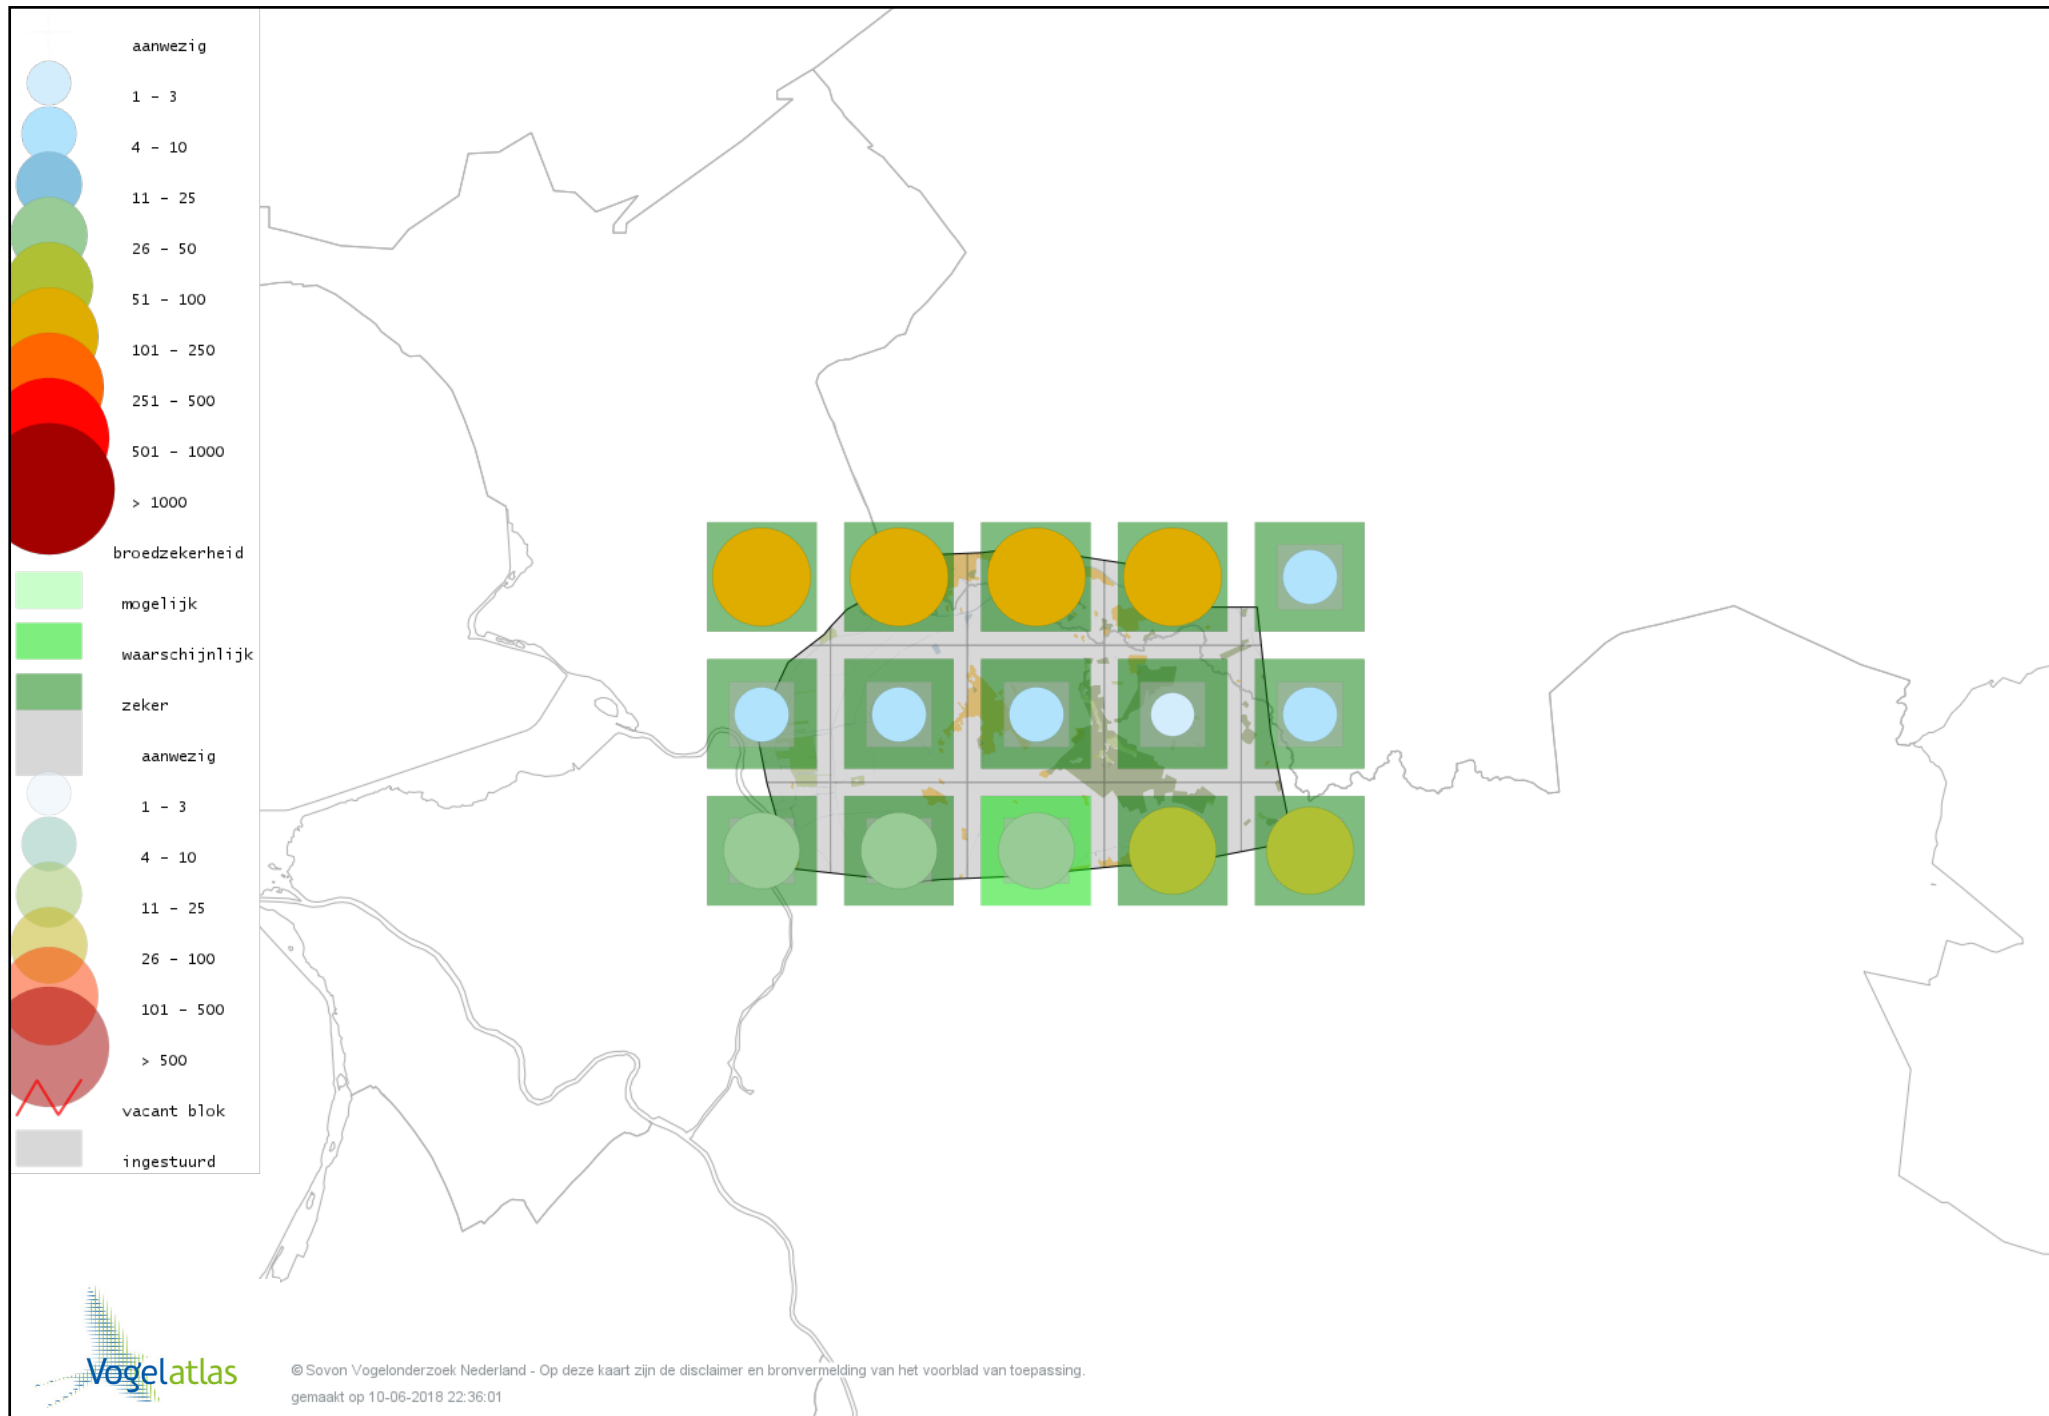 aanwezig
1 - 3
4 - 10
11 - 25
26 - 50
51 - 100
101 - 250
251 - 500
501 - 1000
> 1000
broedzekerheid
mogelijk
waarschijnlijk
zeker
aanwezig
1 - 3
4 - 10
11 - 25
26 - 100
101 - 500
> 500
vacant blok
ingestuurd
Vogelatlas
© Sovon Vogelonderzoek Nederland - Op deze kaart zijn de disclaimer en bronvermelding van het voorblad van toepassing.
gemaakt op 10-06-2018 22:36:01